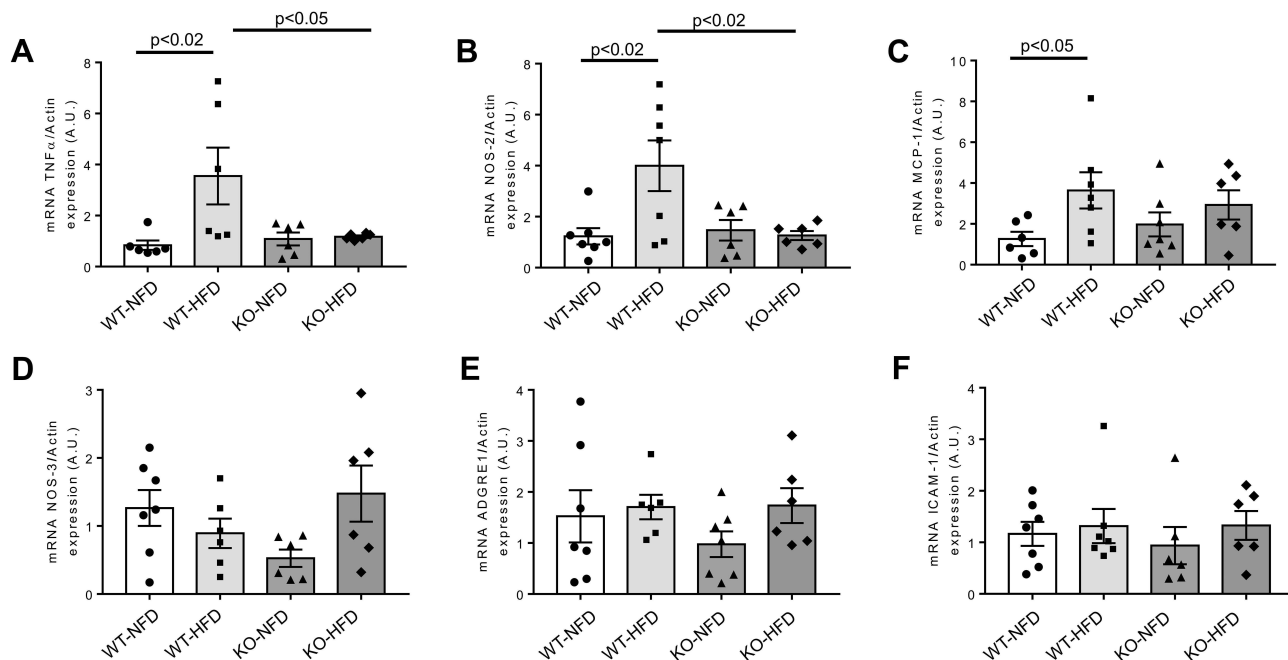 A
p<0.02
p<0.05
mRNA TNFα/Actin
expression (A.U.)
8
6
4
2
0
WT-NFD
WT-HFD
KO-NFD
KO-HFD
B
p<0.02
p<0.02
mRNA NOS-2/Actin
expression (A.U.)
8
6
4
2
0
WT-NFD
WT-HFD
KO-NFD
KO-HFD
C
p<0.05
mRNA MCP-1/Actin
expression (A.U.)
10
8
6
4
2
0
WT-NFD
WT-HFD
KO-NFD
KO-HFD
D
mRNA NOS-3/Actin
expression (A.U.)
3
2
1
0
WT-NFD
WT-HFD
KO-NFD
KO-HFD
E
mRNA ADGRE1/Actin
expression (A.U.)
4
3
2
1
0
WT-NFD
WT-HFD
KO-NFD
KO-HFD
F
mRNA ICAM-1/Actin
expression (A.U.)
4
3
2
1
0
WT-NFD
WT-HFD
KO-NFD
KO-HFD